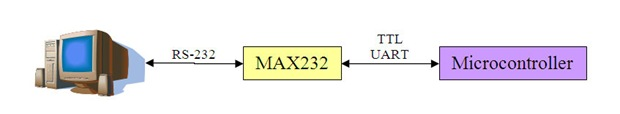 RS-232
MAX232
TTL
UART
Microcontroller